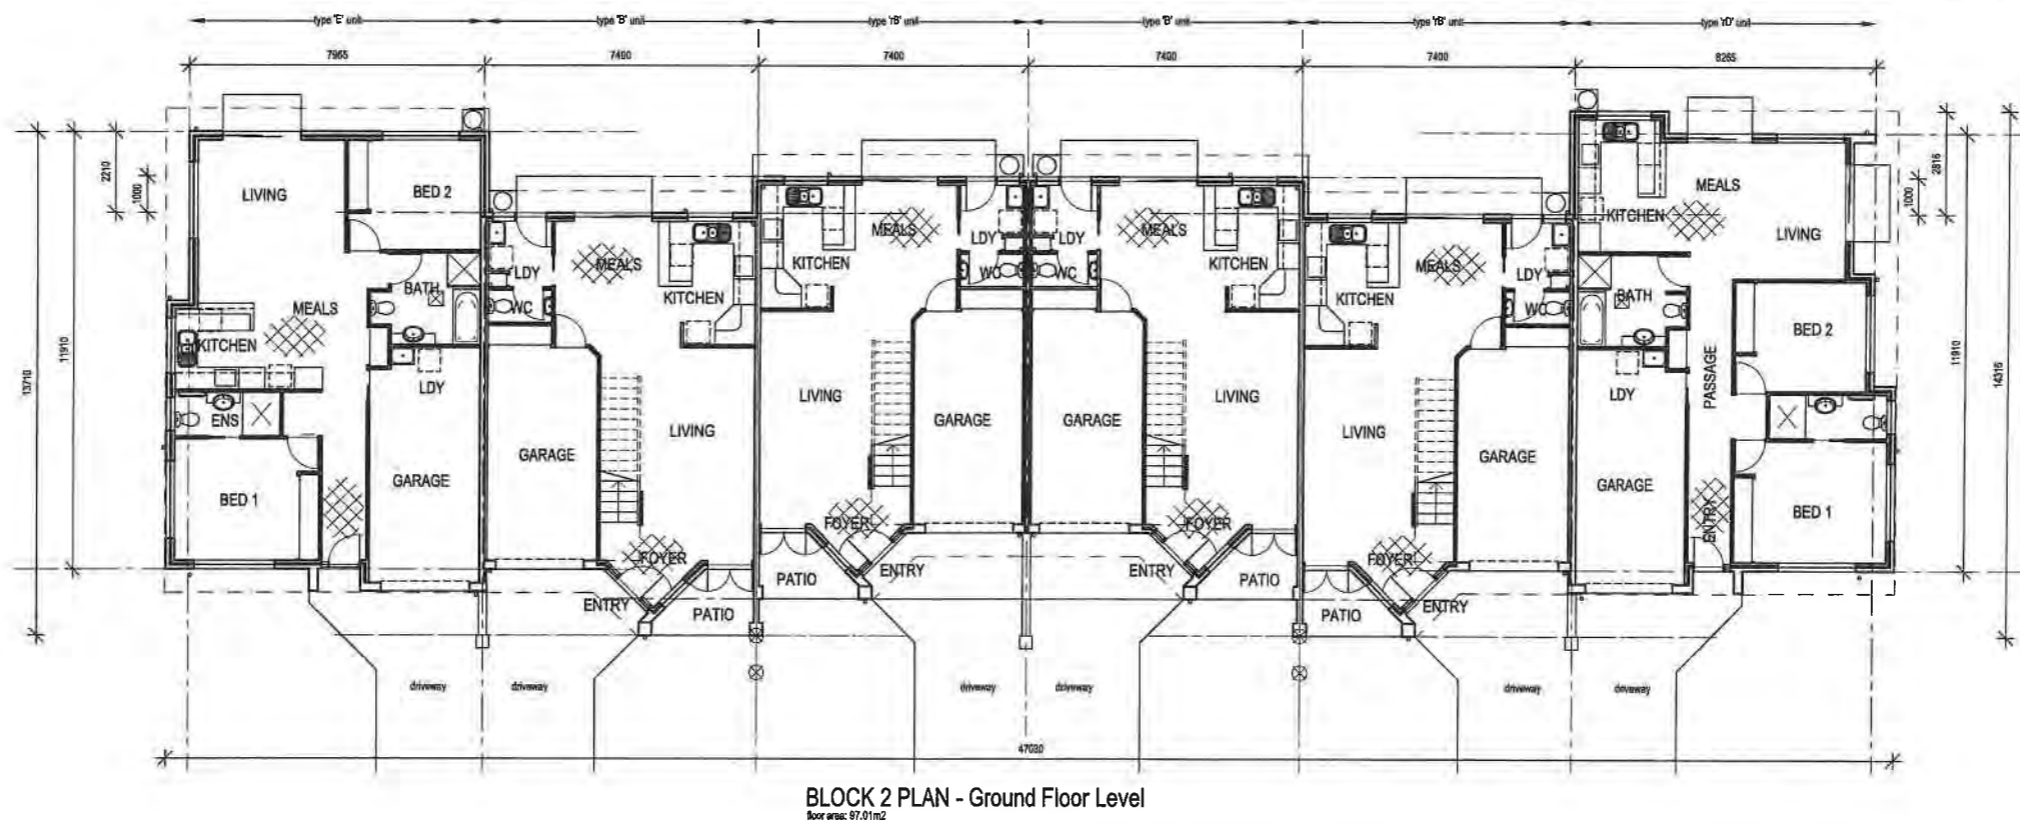 type 'E' unit
type 'B' unit
type 'rB' unit
type 'B' unit
type 'rB' unit
type 'rD' unit
7965
7400
7400
7400
7400
8265
2210
1000
11910
13710
2816
1000
11910
14316
LIVING
BED 2
BATH
MEALS
KITCHEN
LDY
ENS
BED 1
GARAGE
LDY
WC
MEALS
KITCHEN
GARAGE
LIVING
FOYER
ENTRY
PATIO
MEALS
KITCHEN
LDY
WC
LIVING
GARAGE
FOYER
PATIO
ENTRY
LDY
WC
MEALS
KITCHEN
GARAGE
LIVING
FOYER
ENTRY
PATIO
MEALS
KITCHEN
LDY
WC
LIVING
GARAGE
FOYER
PATIO
ENTRY
MEALS
KITCHEN
LIVING
BATH
BED 2
PASSAGE
LDY
GARAGE
ENTRY
BED 1
driveway
driveway
driveway
driveway
driveway
driveway
47030
BLOCK 2 PLAN - Ground Floor Level
floor area: 97.01m2